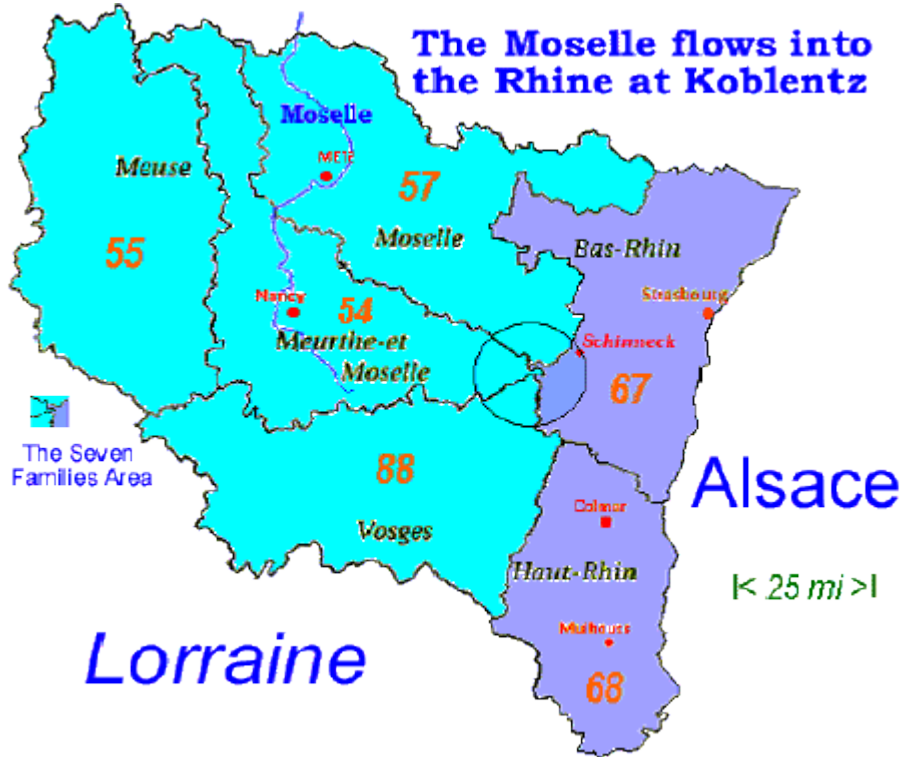 The Moselle flows into
the Rhine at Koblentz
Moselle
METZ
Meuse
57
Moselle
55
Bas-Rhin
Strasbourg
Nancy
54
Meurthe-et
Moselle
Schirmeck
67
The Seven
Families Area
88
Vosges
Alsace
Colmar
Haut-Rhin
|< 25 mi >|
Mulhouse
Lorraine
68